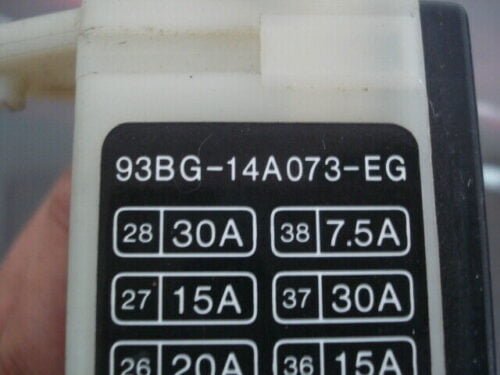 93BG-14A073-EG
28 30A 38 7.5A
27 15A 37 30A
26 20A 36 15A